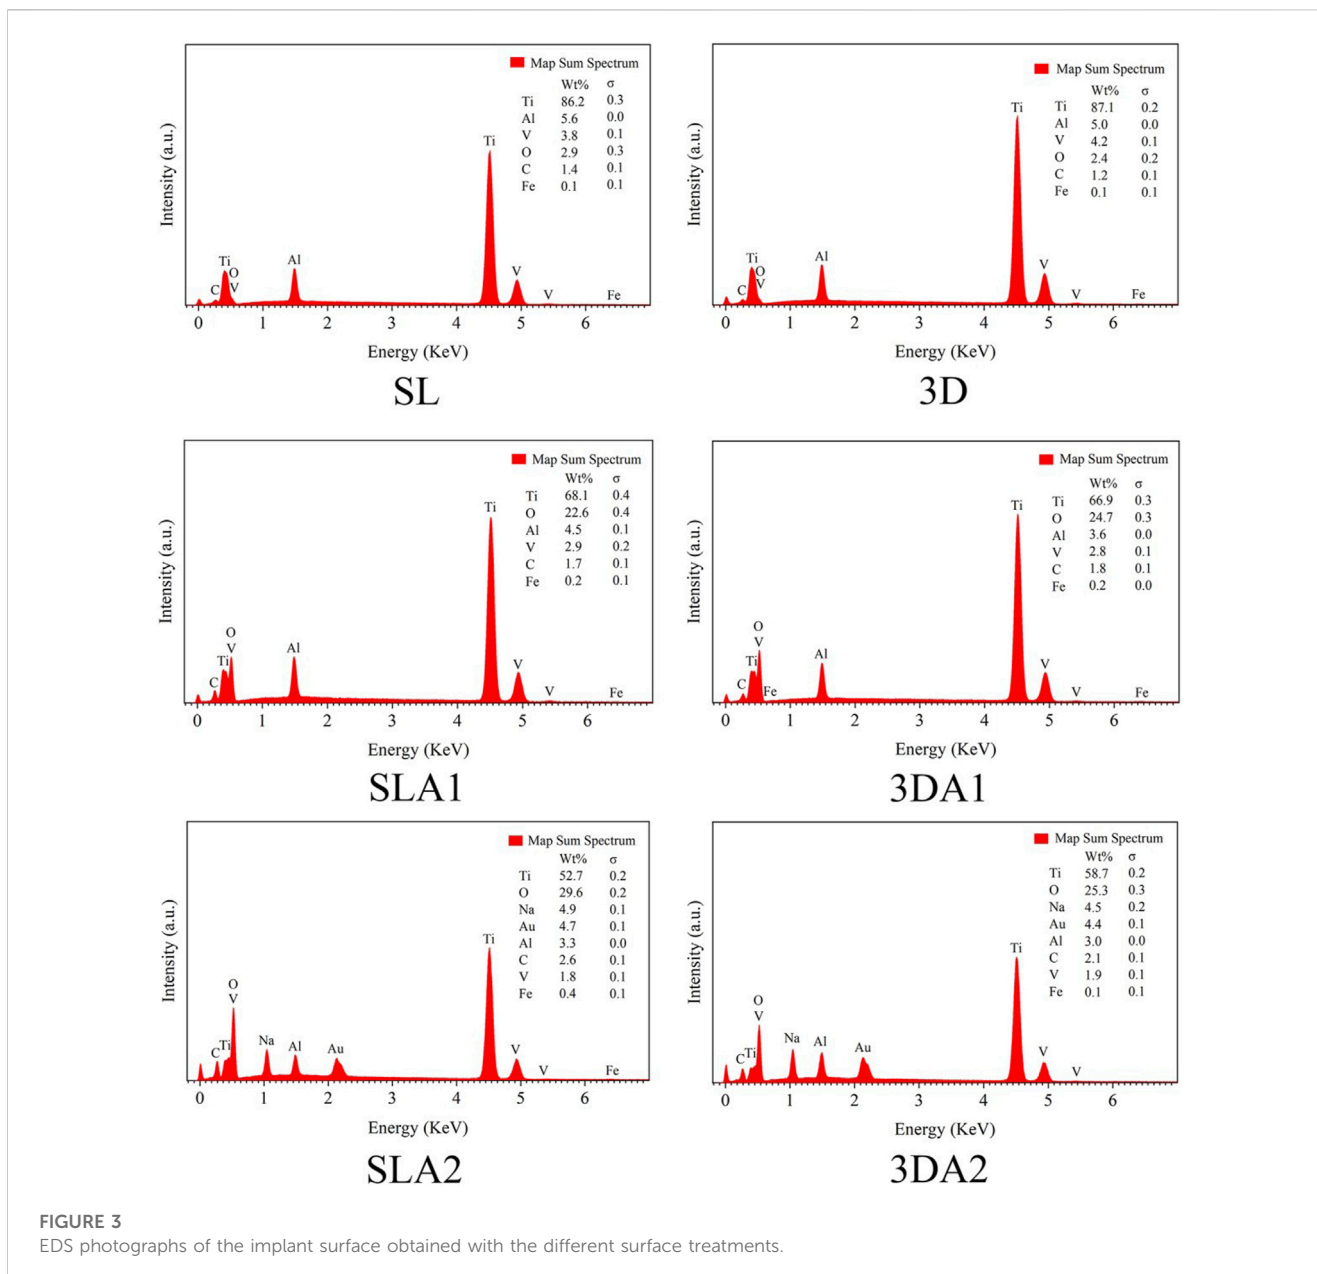 Map Sum Spectrum
Wt% σ
Ti 86.2 0.3
Al 5.6 0.0
V 3.8 0.1
O 2.9 0.3
C 1.4 0.1
Fe 0.1 0.1
Intensity (a.u.)
C Ti O V Al Ti V V Fe
0 1 2 3 4 5 6
Energy (KeV)
SL
Map Sum Spectrum
Wt% σ
Ti 87.1 0.2
Al 5.0 0.0
V 4.2 0.1
O 2.4 0.2
C 1.2 0.1
Fe 0.1 0.1
Intensity (a.u.)
C Ti O V Al Ti V V Fe
0 1 2 3 4 5 6
Energy (KeV)
3D
Map Sum Spectrum
Wt% σ
Ti 68.1 0.4
O 22.6 0.4
Al 4.5 0.1
V 2.9 0.2
C 1.7 0.1
Fe 0.2 0.1
Intensity (a.u.)
C Ti O V Al Ti V V Fe
0 1 2 3 4 5 6
Energy (KeV)
SLA1
Map Sum Spectrum
Wt% σ
Ti 66.9 0.3
O 24.7 0.3
Al 3.6 0.0
V 2.8 0.1
C 1.8 0.1
Fe 0.2 0.0
Intensity (a.u.)
C Ti O V Fe Al Ti V V Fe
0 1 2 3 4 5 6
Energy (KeV)
3DA1
Map Sum Spectrum
Wt% σ
Ti 52.7 0.2
O 29.6 0.2
Na 4.9 0.1
Au 4.7 0.1
Al 3.3 0.0
C 2.6 0.1
V 1.8 0.1
Fe 0.4 0.1
Intensity (a.u.)
C Ti O V Na Al Au Ti V V Fe
0 1 2 3 4 5 6
Energy (KeV)
SLA2
Map Sum Spectrum
Wt% σ
Ti 58.7 0.2
O 25.3 0.3
Na 4.5 0.2
Au 4.4 0.1
Al 3.0 0.0
C 2.1 0.1
V 1.9 0.1
Fe 0.1 0.1
Intensity (a.u.)
C Ti O V Na Al Au Ti V V
0 1 2 3 4 5 6
Energy (KeV)
3DA2
FIGURE 3
EDS photographs of the implant surface obtained with the different surface treatments.